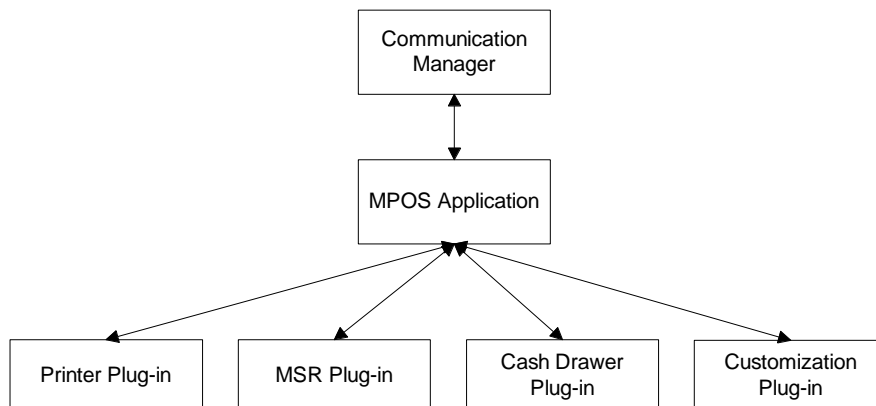 Communication
Manager
MPOS Application
Printer Plug-in
MSR Plug-in
Cash Drawer
Plug-in
Customization
Plug-in